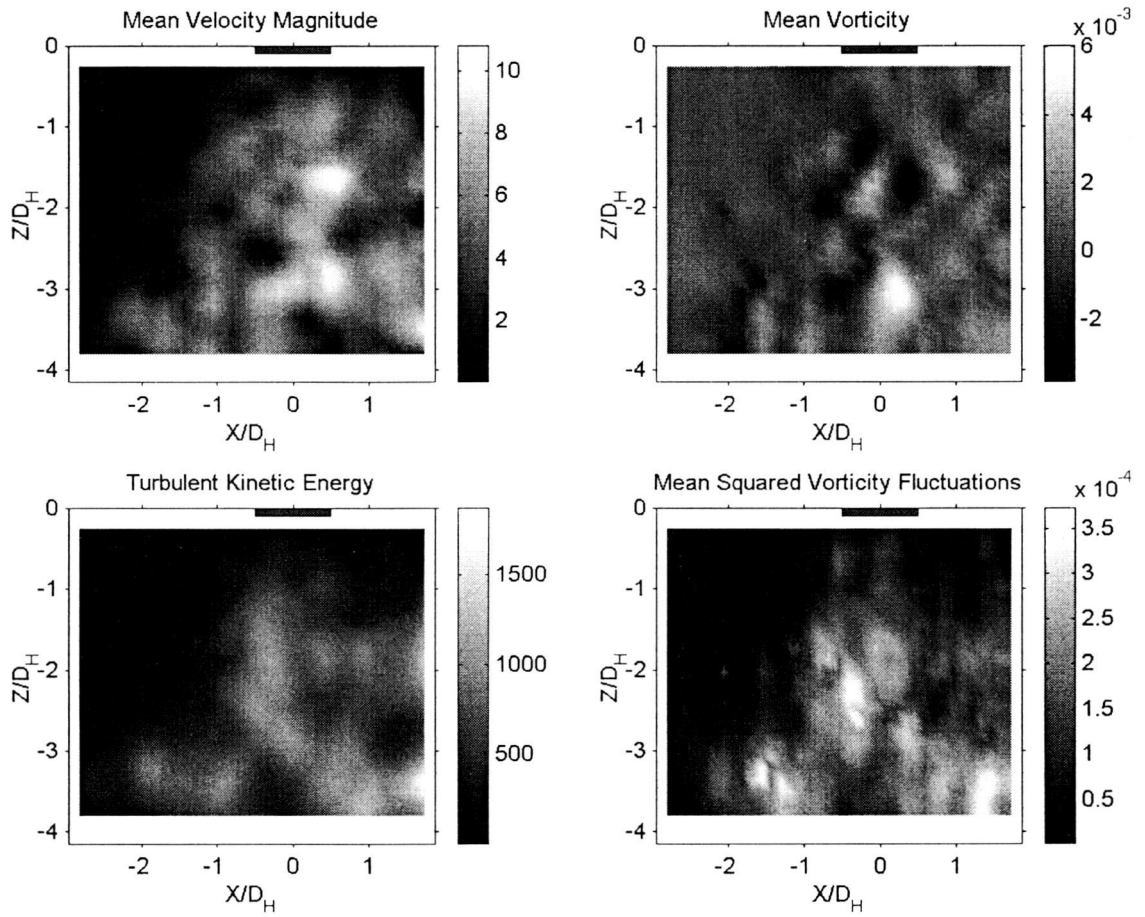 Mean Velocity Magnitude
0
-1
-2
-3
-4
Z/D_H
-2 -1 0 1
X/D_H
10
8
6
4
2
Mean Vorticity
0
-1
-2
-3
-4
Z/D_H
-2 -1 0 1
X/D_H
x 10^-3
6
4
2
0
-2
Turbulent Kinetic Energy
0
-1
-2
-3
-4
Z/D_H
-2 -1 0 1
X/D_H
1500
1000
500
Mean Squared Vorticity Fluctuations
0
-1
-2
-3
-4
Z/D_H
-2 -1 0 1
X/D_H
x 10^-4
3.5
3
2.5
2
1.5
1
0.5